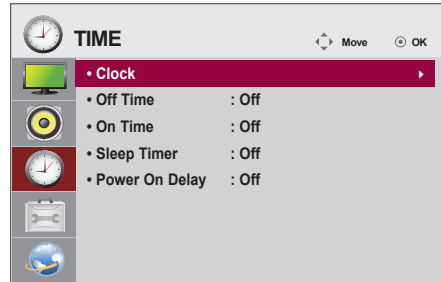 TIME Move OK
• Clock
• Off Time : Off
• On Time : Off
• Sleep Timer : Off
• Power On Delay : Off